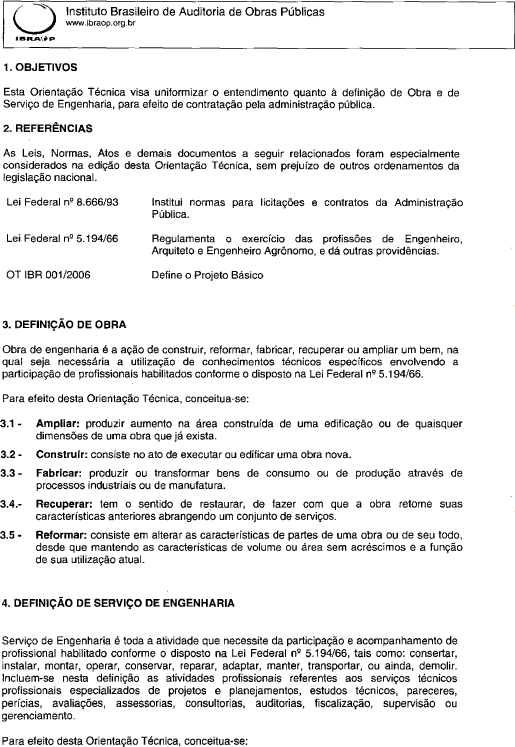 Instituto Brasileiro de Auditoria de Obras Públicas
www.ibraop.org.br
IBRAOP
1. OBJETIVOS
Esta Orientação Técnica visa uniformizar o entendimento quanto à definição de Obra e de
Serviço de Engenharia, para efeito de contratação pela administração pública.
2. REFERÊNCIAS
As Leis, Normas, Atos e demais documentos a seguir relacionados foram especialmente
considerados na edição desta Orientação Técnica, sem prejuízo de outros ordenamentos da
legislação nacional.
Lei Federal nº 8.666/93 Institui normas para licitações e contratos da Administração
Pública.
Lei Federal nº 5.194/66 Regulamenta o exercício das profissões de Engenheiro,
Arquiteto e Engenheiro Agrônomo, e dá outras providências.
OT IBR 001/2006 Define o Projeto Básico
3. DEFINIÇÃO DE OBRA
Obra de engenharia é a ação de construir, reformar, fabricar, recuperar ou ampliar um bem, na
qual seja necessária a utilização de conhecimentos técnicos específicos envolvendo a
participação de profissionais habilitados conforme o disposto na Lei Federal nº 5.194/66.
Para efeito desta Orientação Técnica, conceitua-se:
3.1 - Ampliar: produzir aumento na área construída de uma edificação ou de quaisquer
dimensões de uma obra que já exista.
3.2 - Construir: consiste no ato de executar ou edificar uma obra nova.
3.3 - Fabricar: produzir ou transformar bens de consumo ou de produção através de
processos industriais ou de manufatura.
3.4.- Recuperar: tem o sentido de restaurar, de fazer com que a obra retome suas
características anteriores abrangendo um conjunto de serviços.
3.5 - Reformar: consiste em alterar as características de partes de uma obra ou de seu todo,
desde que mantendo as características de volume ou área sem acréscimos e a função
de sua utilização atual.
4. DEFINIÇÃO DE SERVIÇO DE ENGENHARIA
Serviço de Engenharia é toda a atividade que necessite da participação e acompanhamento de
profissional habilitado conforme o disposto na Lei Federal nº 5.194/66, tais como: consertar,
instalar, montar, operar, conservar, reparar, adaptar, manter, transportar, ou ainda, demolir.
Incluem-se nesta definição as atividades profissionais referentes aos serviços técnicos
profissionais especializados de projetos e planejamentos, estudos técnicos, pareceres,
perícias, avaliações, assessorias, consultorias, auditorias, fiscalização, supervisão ou
gerenciamento.
Para efeito desta Orientação Técnica, conceitua-se: